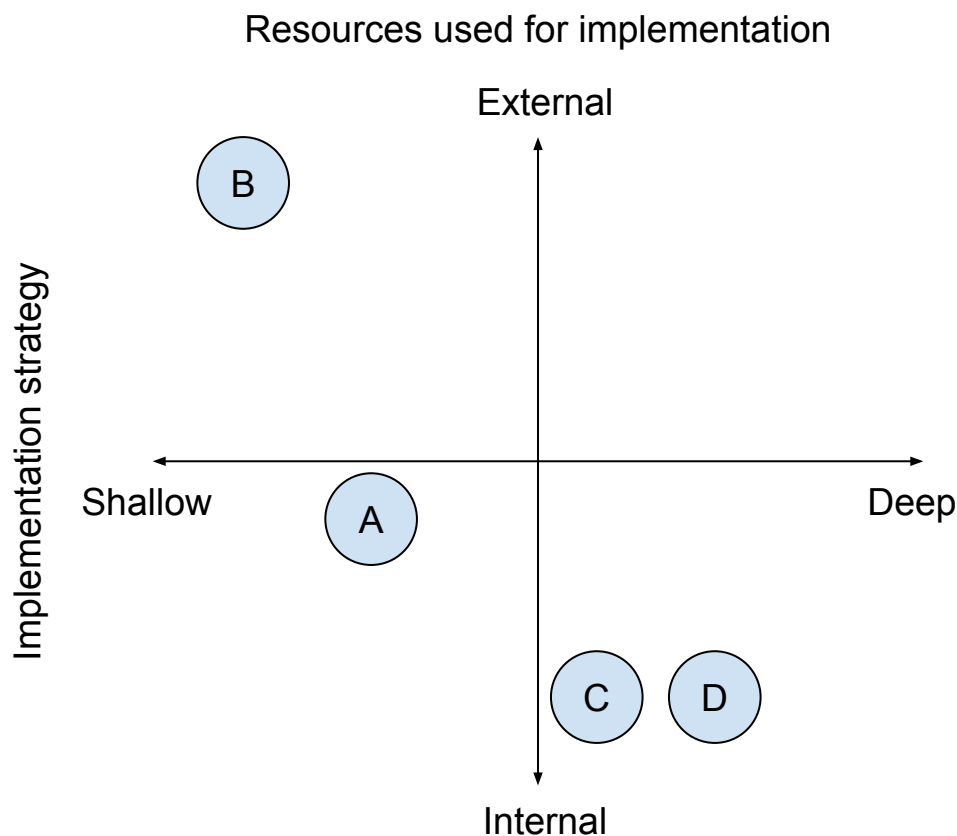 Resources used for implementation
External
B
Implementation strategy
Shallow
Deep
A
C
D
Internal